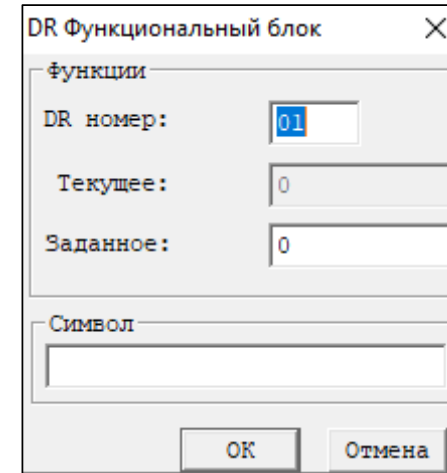 DR Функциональный блок
Функции
DR номер: 01
Текущее: 0
Заданное: 0
Символ
OK Отмена